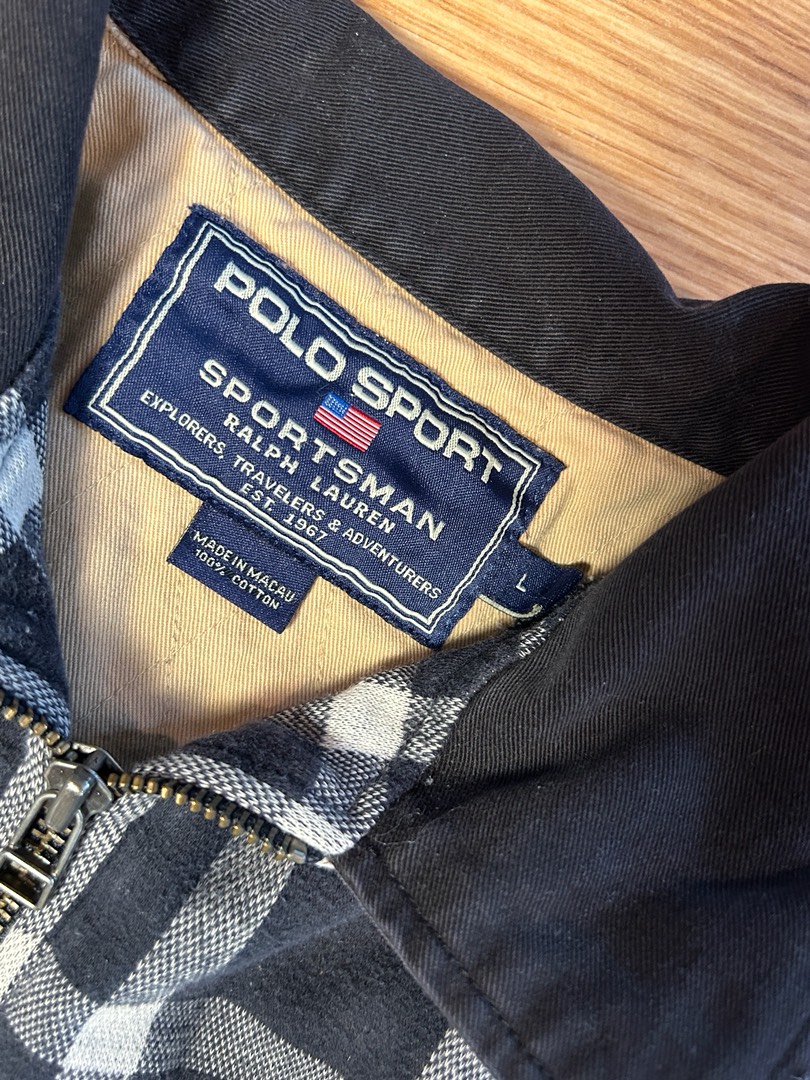 POLO SPORT
SPORTSMAN
RALPH LAUREN
EXPLORERS, TRAVELERS & ADVENTURERS
EST. 1967
L
MADE IN MACAU
100% COTTON